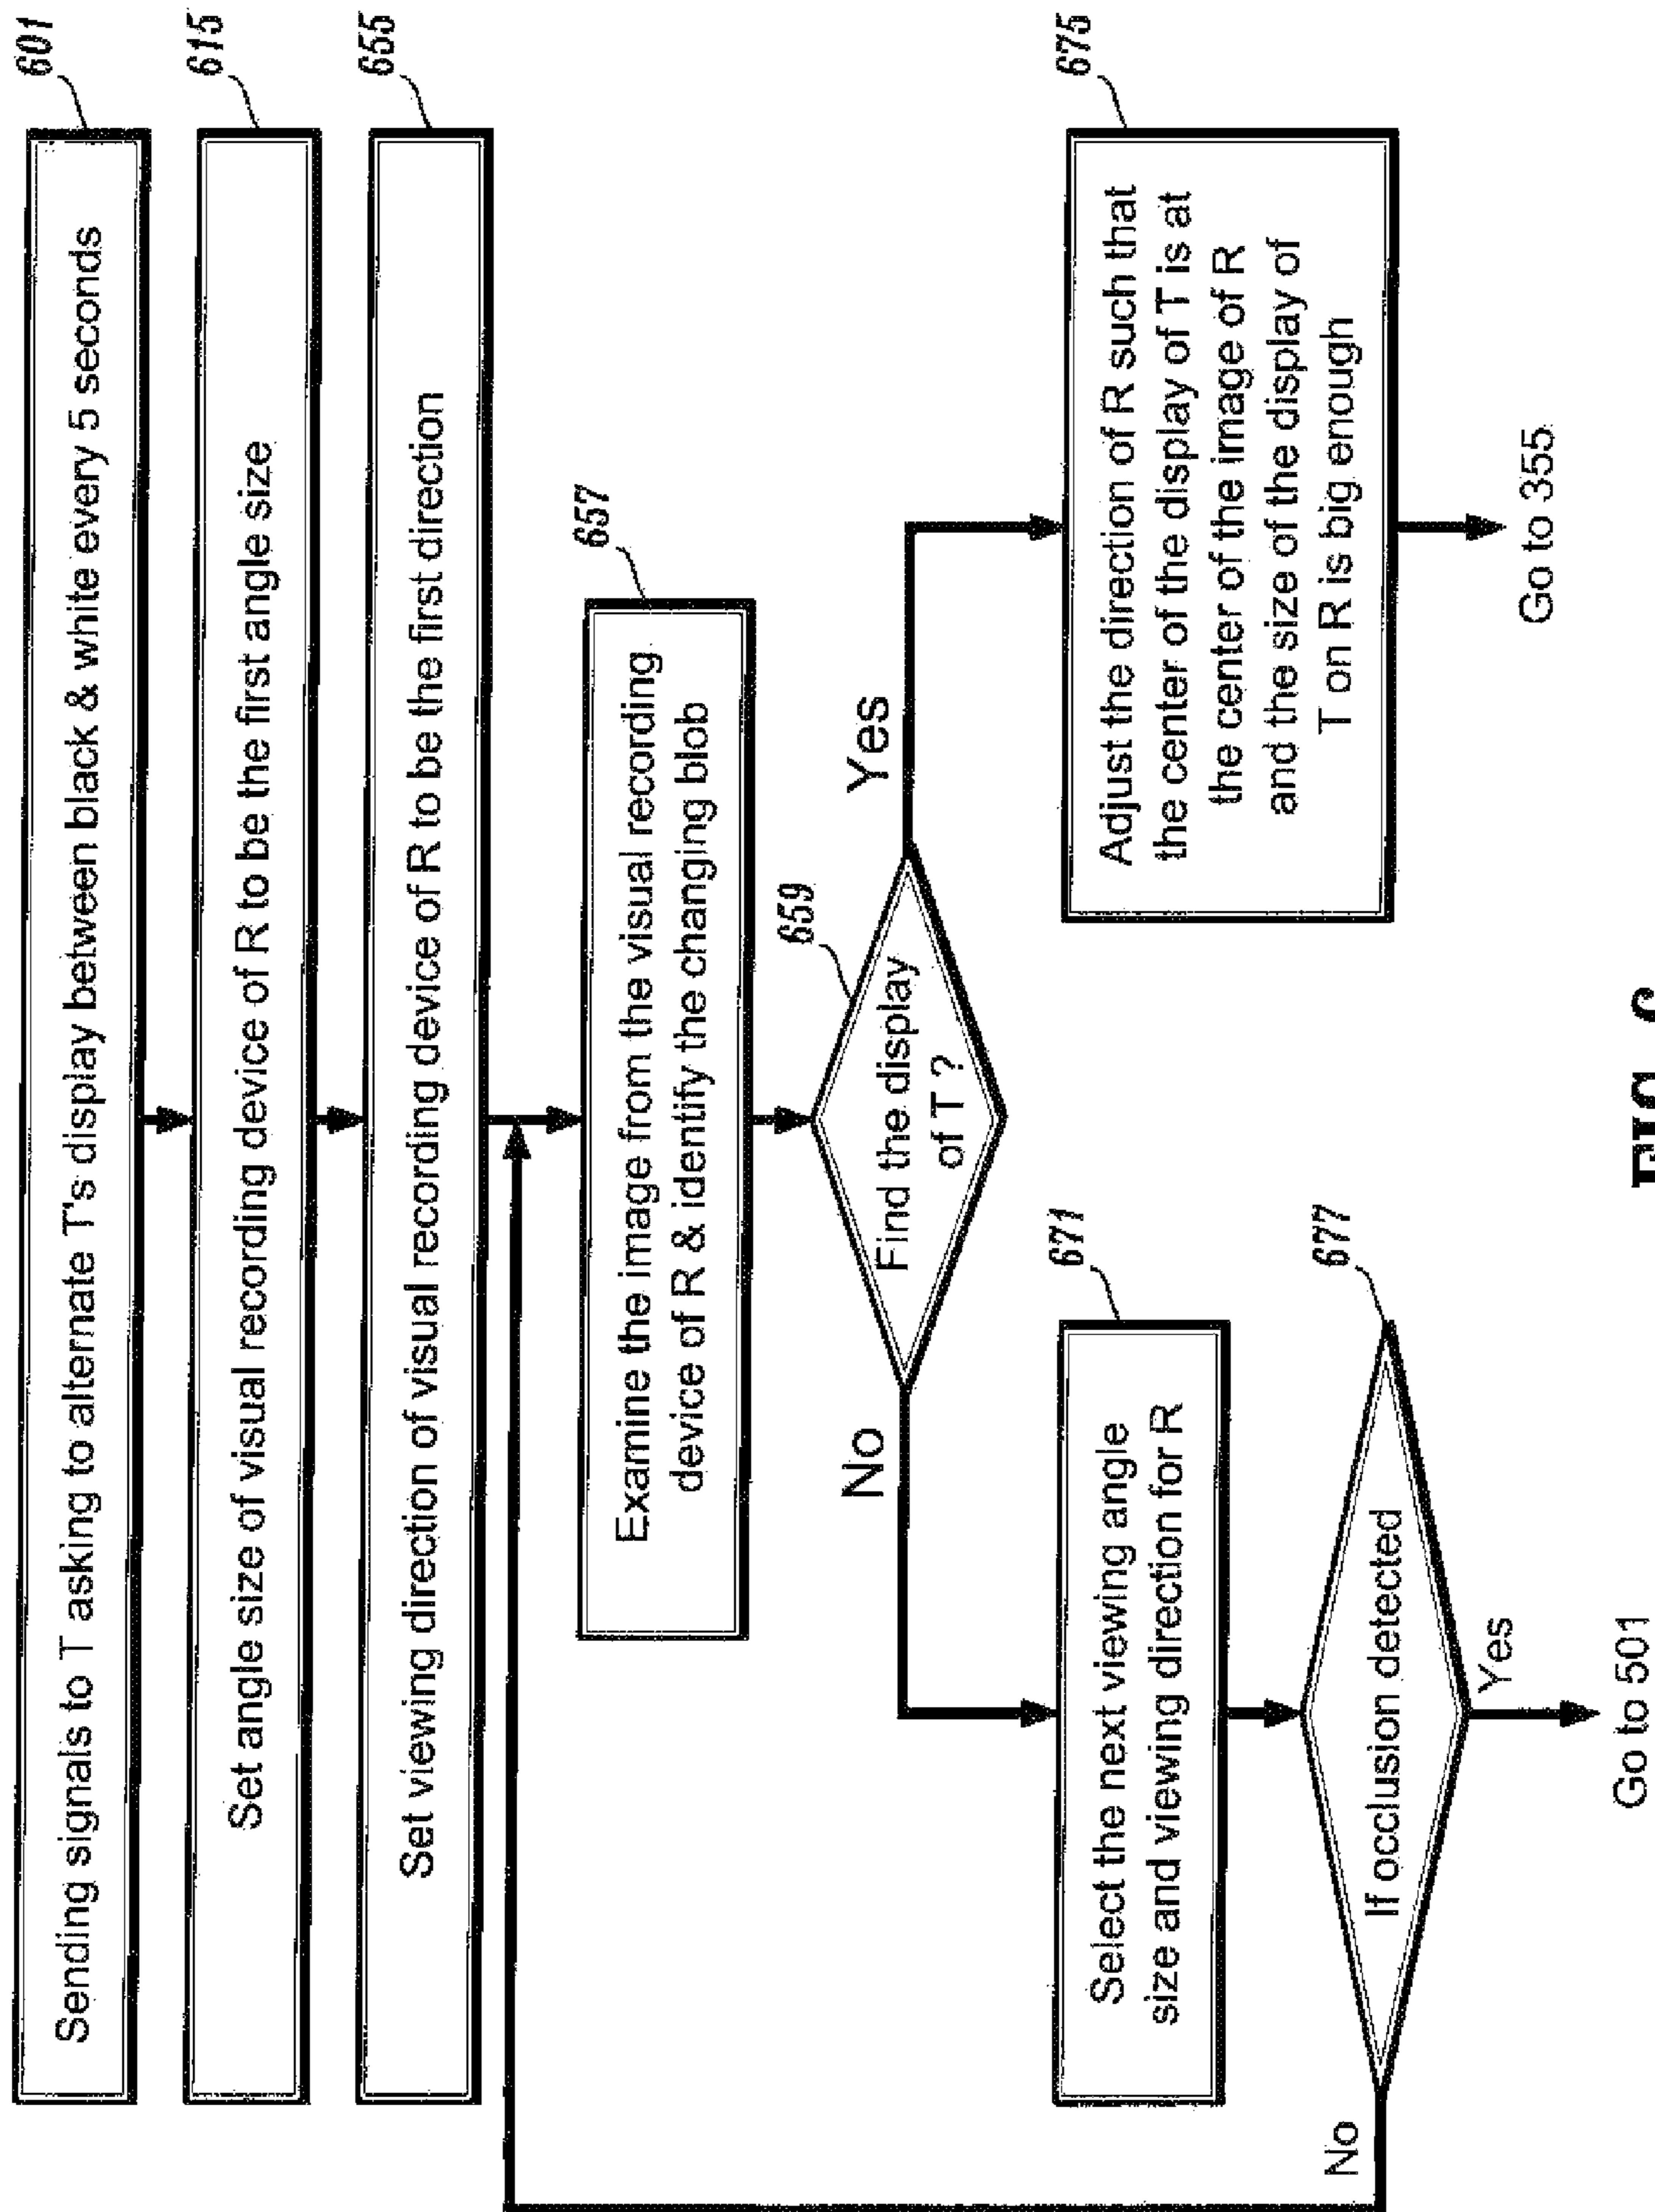 601
Sending signals to T asking to alternate T's display between black & white every 5 seconds
615
Set angle size of visual recording device of R to be the first angle size
655
Set viewing direction of visual recording device of R to be the first direction
657
Examine the image from the visual recording
device of R & identify the changing blob
659
Find the display
of T ?
No
Yes
671
Select the next viewing angle
size and viewing direction for R
675
Adjust the direction of R such that
the center of the display of T is at
the center of the image of R
and the size of the display of
T on R is big enough
677
If occlusion detected
No
Yes
Go to 355
Go to 501